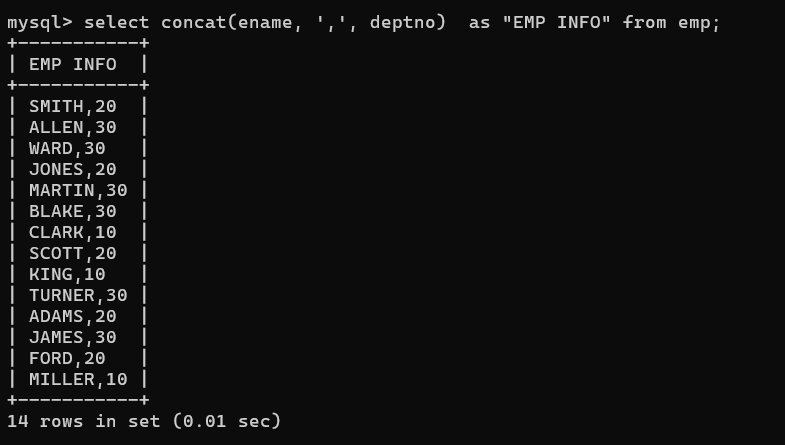 mysql> select concat(ename, ',', deptno)  as "EMP INFO" from emp;
+-----------+
| EMP INFO  |
+-----------+
| SMITH,20  |
| ALLEN,30  |
| WARD,30   |
| JONES,20  |
| MARTIN,30 |
| BLAKE,30  |
| CLARK,10  |
| SCOTT,20  |
| KING,10   |
| TURNER,30 |
| ADAMS,20  |
| JAMES,30  |
| FORD,20   |
| MILLER,10 |
+-----------+
14 rows in set (0.01 sec)